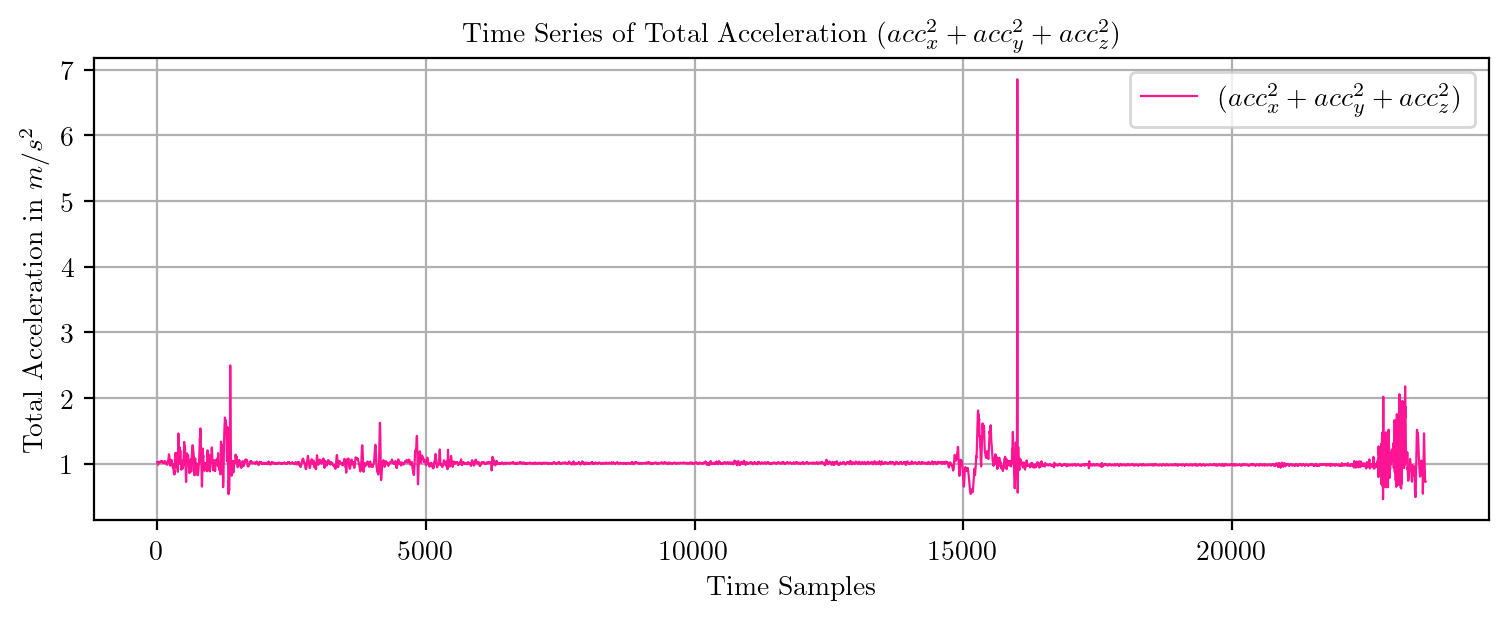 Time Series of Total Acceleration $(acc_x^2 + acc_y^2 + acc_z^2)$
$(acc_x^2 + acc_y^2 + acc_z^2)$
Total Acceleration in $m/s^2$
7
6
5
4
3
2
1
0 5000 10000 15000 20000
Time Samples